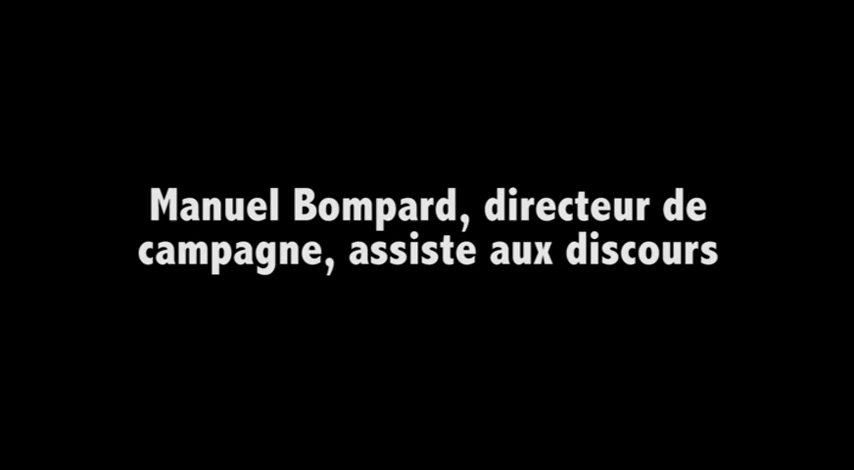 Manuel Bompard, directeur de
campagne, assiste aux discours